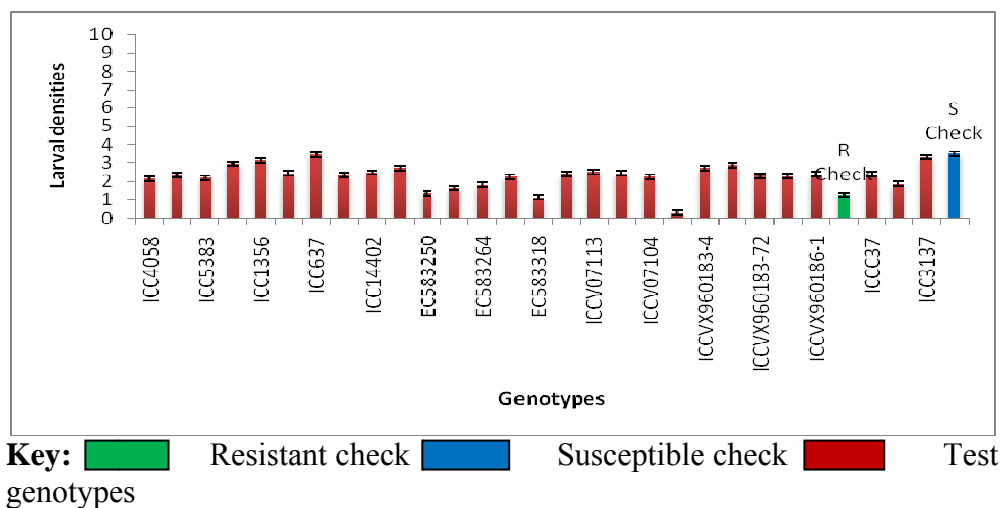 10
9
8
7
6
5
4
3
2
1
0
Larval densities
R
Check
S
Check
ICC4058
ICC5383
ICC1356
ICC637
ICC14402
EC583250
EC583264
EC583318
ICCV07113
ICCV07104
ICCVX960183-4
ICCVX960183-72
ICCVX960186-1
ICCC37
ICC3137
Genotypes
Key: Resistant check Susceptible check Test
genotypes